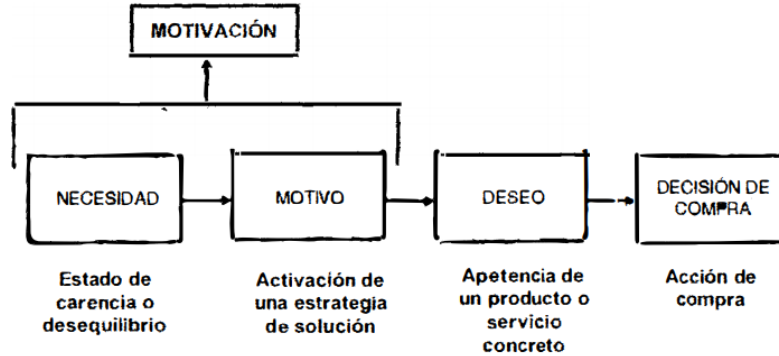 MOTIVACIÓN
NECESIDAD
MOTIVO
DESEO
DECISIÓN DE
COMPRA
Estado de
carencia o
desequilibrio
Activación de
una estrategia
de solución
Apetencia de
un producto o
servicio
concreto
Acción de
compra